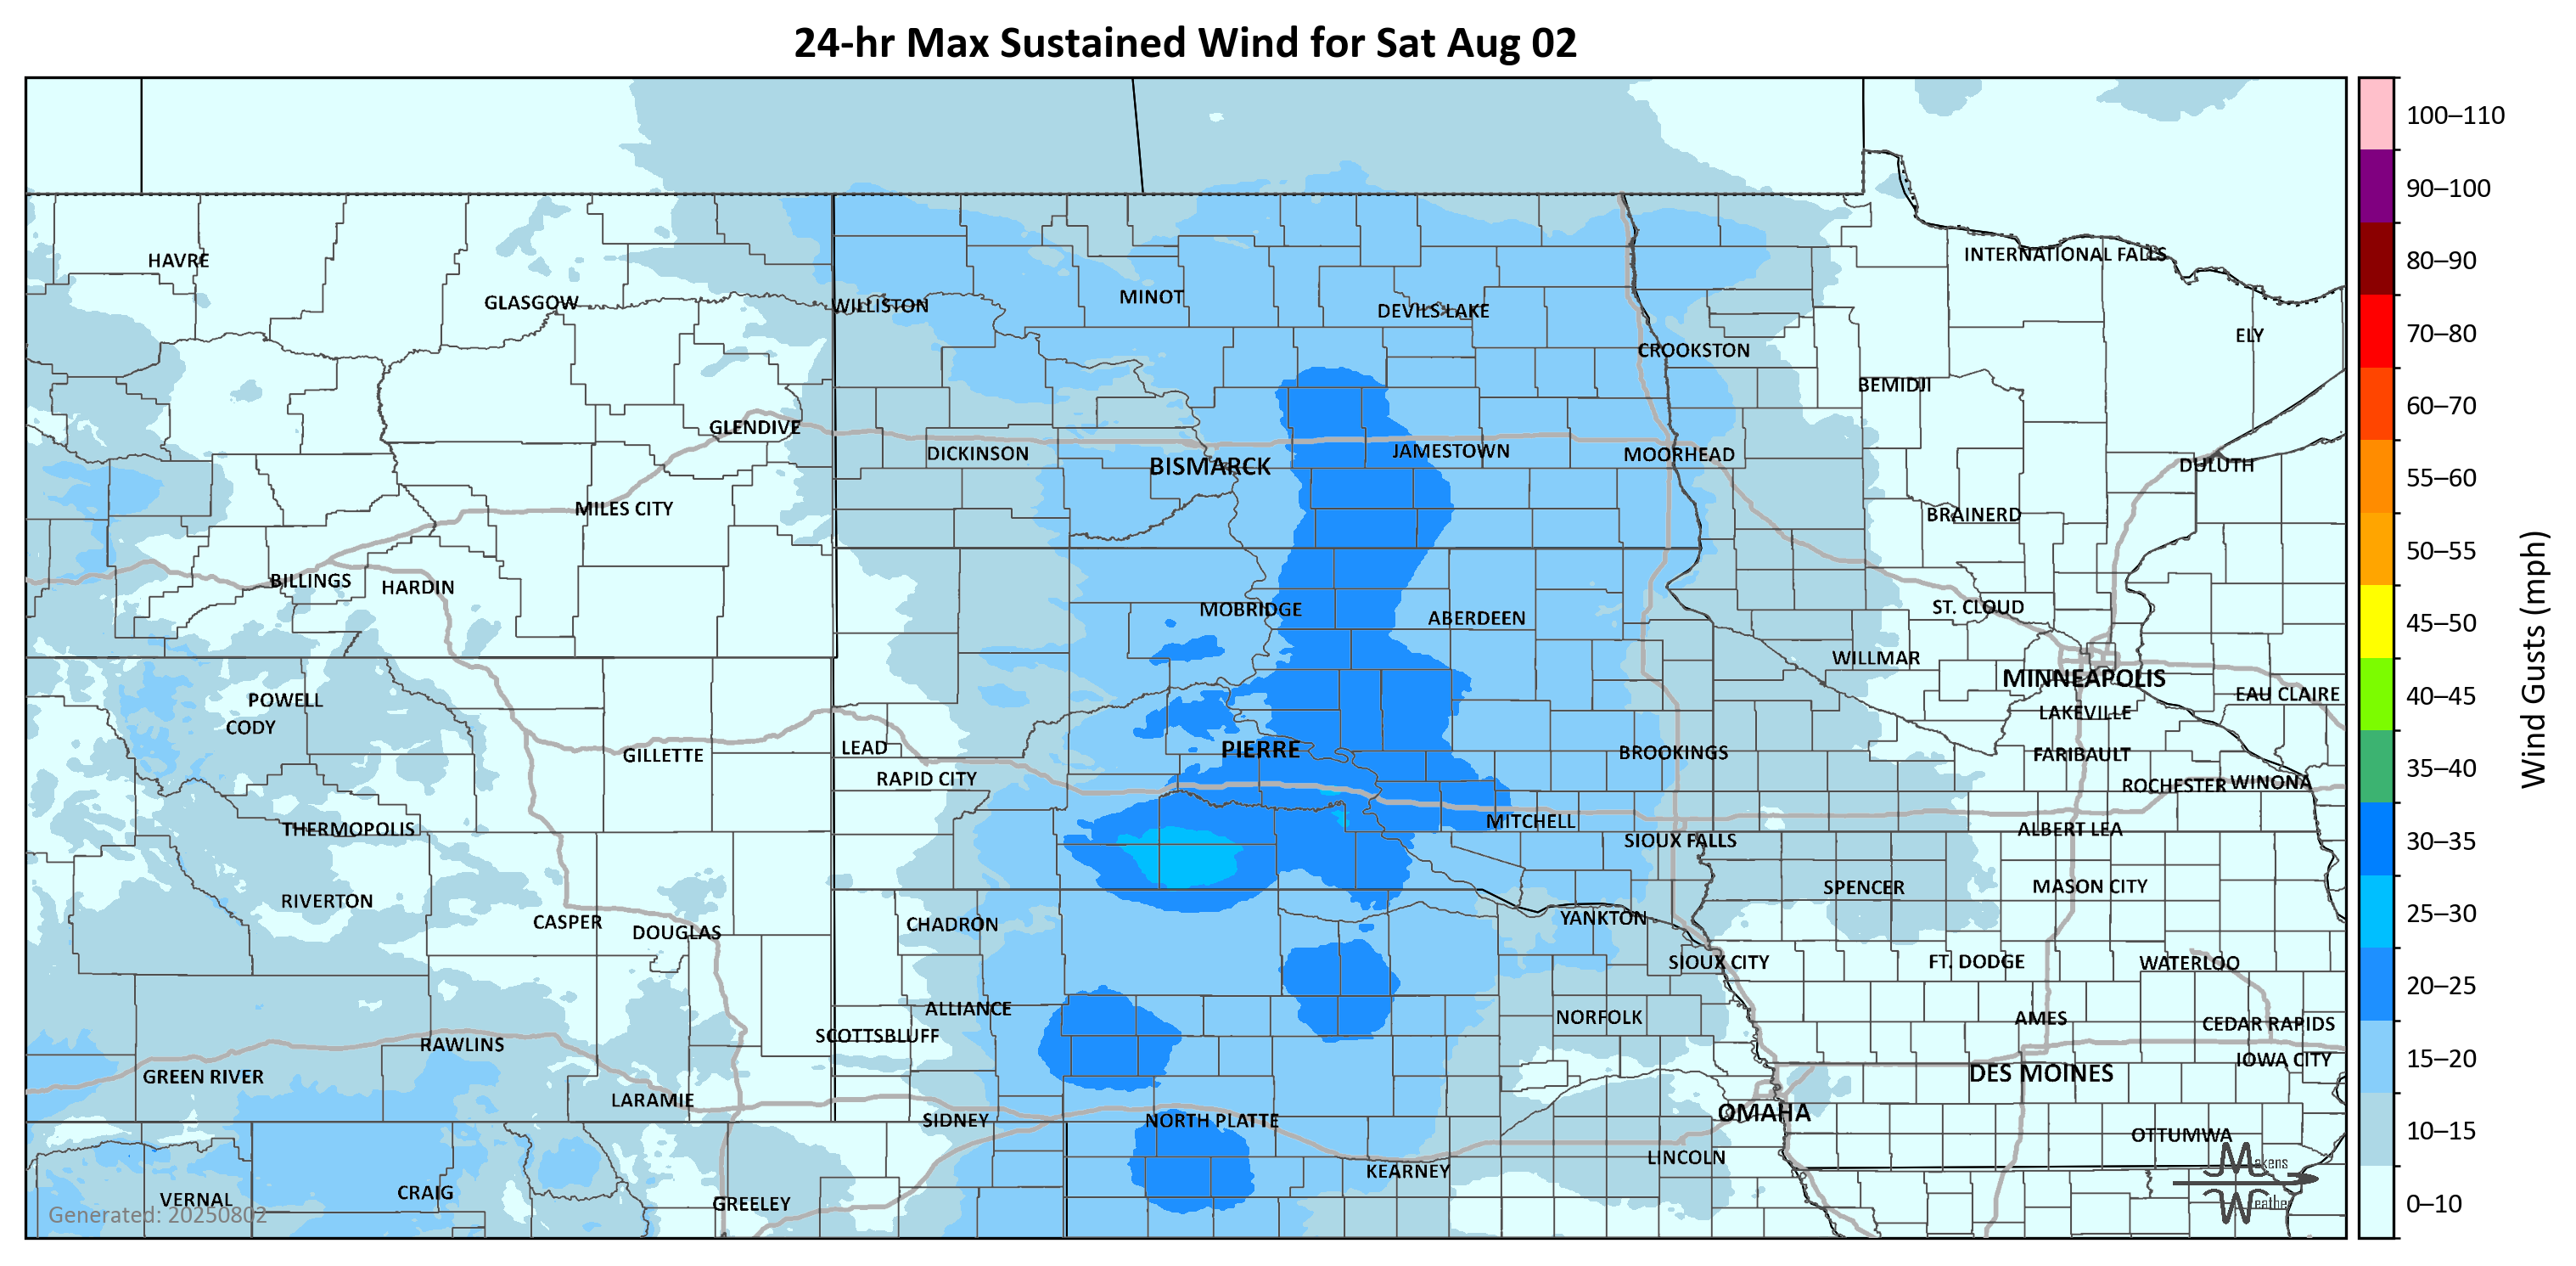 24-hr Max Sustained Wind for Sat Aug 02
100–110
90–100
80–90
70–80
60–70
55–60
50–55
45–50
40–45
35–40
30–35
25–30
20–25
15–20
10–15
0–10
Wind Gusts (mph)
HAVRE
INTERNATIONAL FALLS
GLASGOW
WILLISTON
MINOT
DEVILS LAKE
ELY
CROOKSTON
BEMIDJI
GLENDIVE
DICKINSON
BISMARCK
JAMESTOWN
MOORHEAD
DULUTH
MILES CITY
BRAINERD
BILLINGS
HARDIN
MOBRIDGE
ABERDEEN
ST. CLOUD
WILLMAR
MINNEAPOLIS
POWELL
EAU CLAIRE
CODY
LAKEVILLE
GILLETTE
LEAD
PIERRE
BROOKINGS
FARIBAULT
RAPID CITY
ROCHESTER
WINONA
THERMOPOLIS
MITCHELL
ALBERT LEA
SIOUX FALLS
RIVERTON
SPENCER
MASON CITY
CASPER
DOUGLAS
CHADRON
YANKTON
SIOUX CITY
FT. DODGE
WATERLOO
ALLIANCE
NORFOLK
AMES
CEDAR RAPIDS
SCOTTSBLUFF
RAWLINS
IOWA CITY
GREEN RIVER
DES MOINES
LARAMIE
OMAHA
SIDNEY
NORTH PLATTE
OTTUMWA
LINCOLN
KEARNEY
VERNAL
CRAIG
GREELEY
Generated: 20250802
Makens
Weather